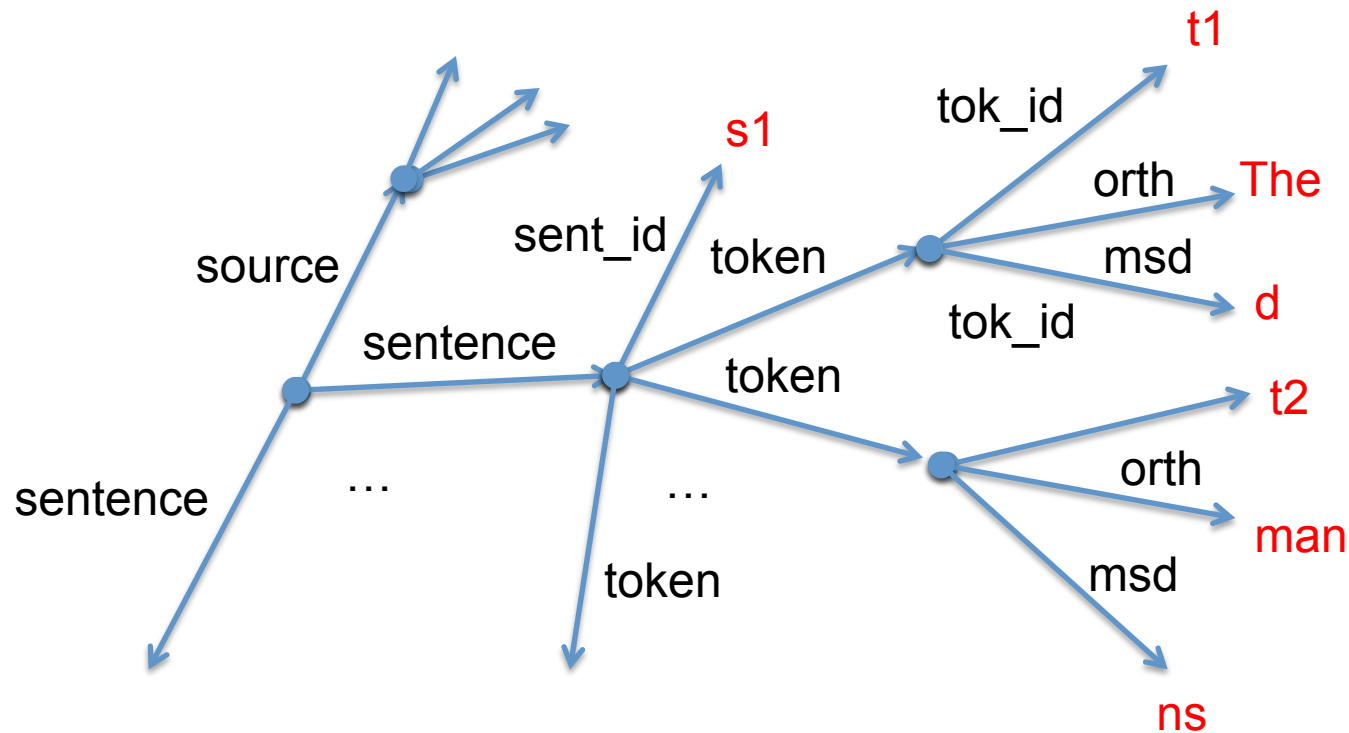 t1
tok_id
s1
orth
The
sent_id
token
msd
source
d
tok_id
sentence
token
t2
orth
sentence
…
…
man
token
msd
ns